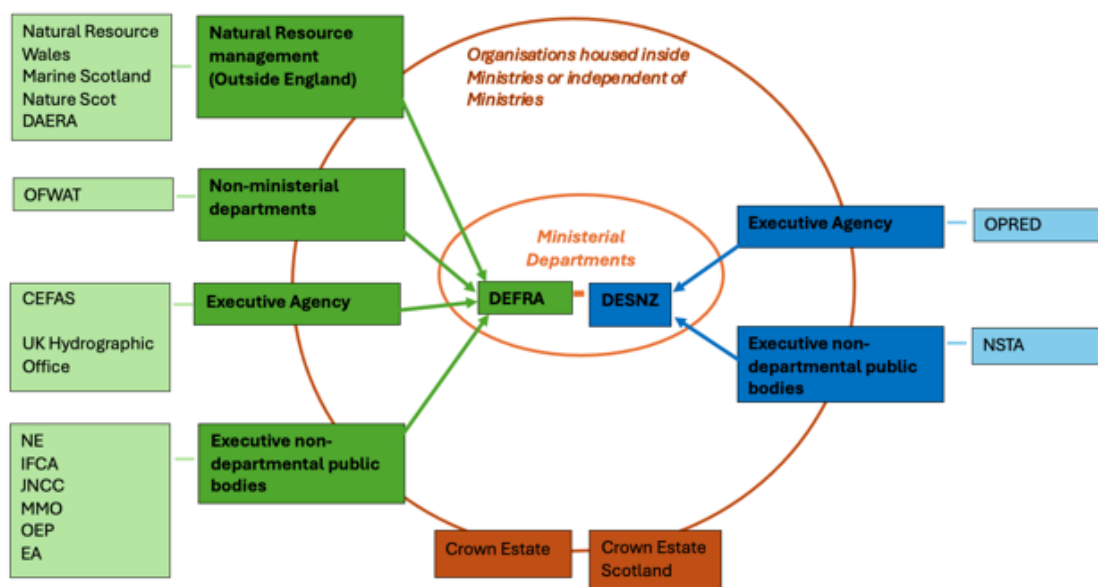 Natural Resource
Wales
Marine Scotland
Nature Scot
DAERA
Natural Resource
management
(Outside England)
Organisations housed inside
Ministries or independent of
Ministries
OFWAT
Non-ministerial
departments
Executive Agency
OPRED
Ministerial
Departments
DEFRA
DESNZ
CEFAS
UK Hydrographic
Office
Executive Agency
Executive non-
departmental public
bodies
NSTA
NE
IFCA
JNCC
MMO
OEP
EA
Executive non-
departmental public
bodies
Crown Estate
Crown Estate
Scotland